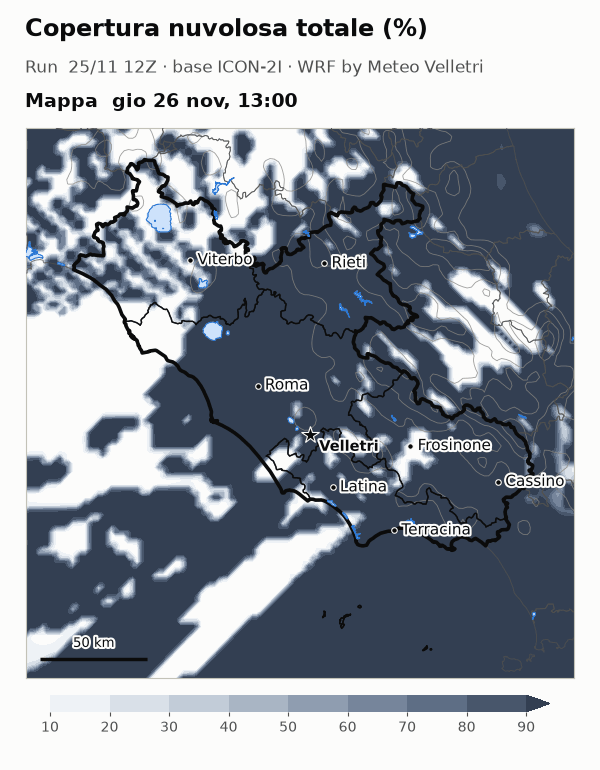 Copertura nuvolosa totale (%)
Run  25/11 12Z · base ICON-2I · WRF by Meteo Velletri
Mappa  gio 26 nov, 13:00
Viterbo
Rieti
Roma
Velletri
Frosinone
Latina
Cassino
Terracina
50 km
10 20 30 40 50 60 70 80 90